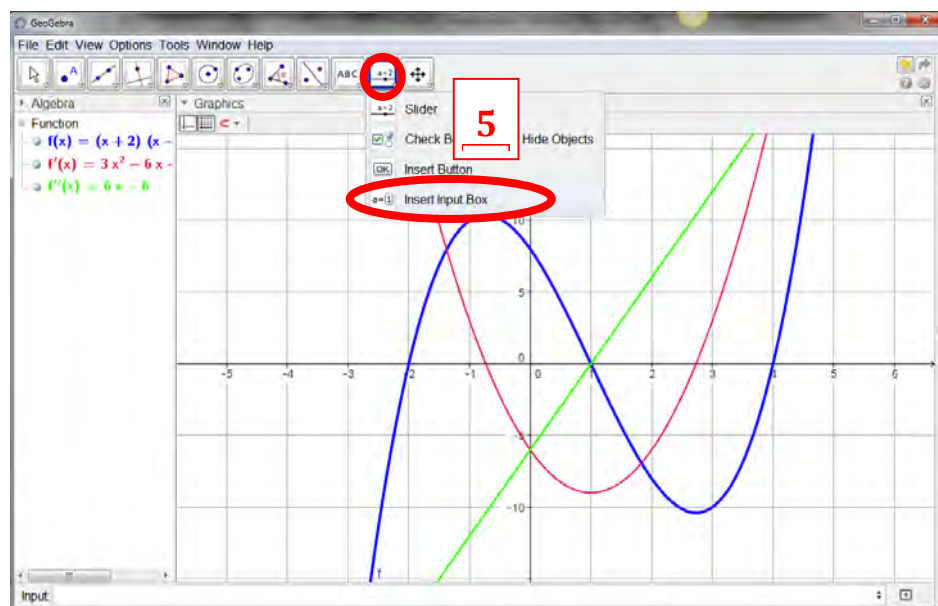 GeoGebra
File Edit View Options Tools Window Help
A ABC a=2
Algebra Graphics
Function
f(x) = (x + 2) (x -
f'(x) = 3 x² - 6 x -
f''(x) = 6 x - 6
a=2 Slider
5
Check B Hide Objects
OK Insert Button
a=1 Insert Input Box
10
5
0
-5 -4 -3 -2 -1 0 1 2 3 4 5 6
-5
-10
f
Input: